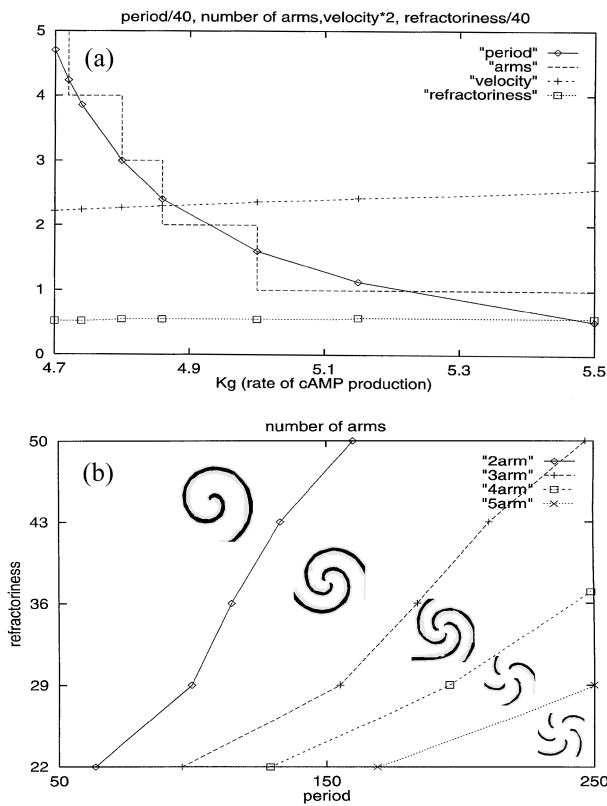 period/40, number of arms,velocity*2, refractoriness/40
(a)
"period"
"arms"
"velocity"
"refractoriness"
5
4
3
2
1
0
4.7 4.9 5.1 5.3 5.5
Kg (rate of cAMP production)
number of arms
(b)
"2arm"
"3arm"
"4arm"
"5arm"
50
43
36
29
22
refractoriness
50 150 250
period